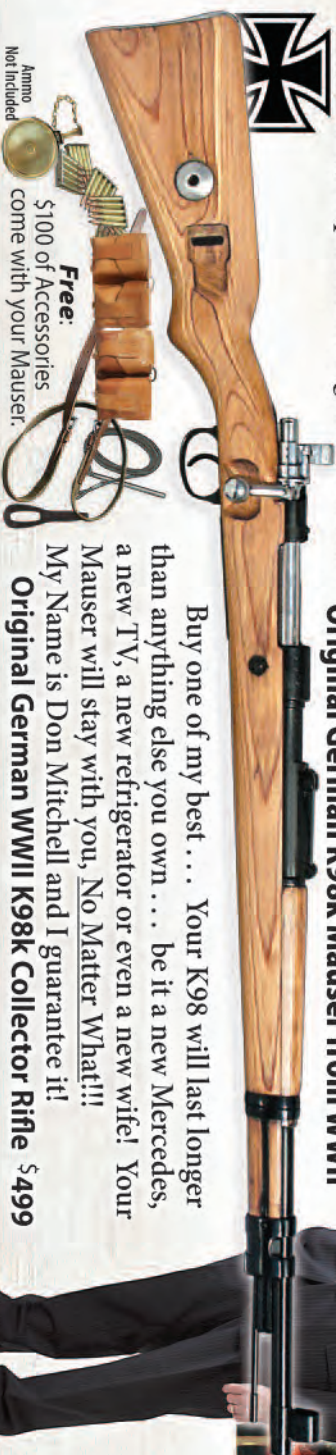 Original German K98k Mauser from WWII
Buy one of my best . . . Your K98 will last longer
than anything else you own . . . be it a new Mercedes,
a new TV, a new refrigerator or even a new wife! Your
Mauser will stay with you, No Matter What!!!
My Name is Don Mitchell and I guarantee it!
Original German WWII K98k Collector Rifle $499
Free:
$100 of Accessories
come with your Mauser.
Ammo
Not Included